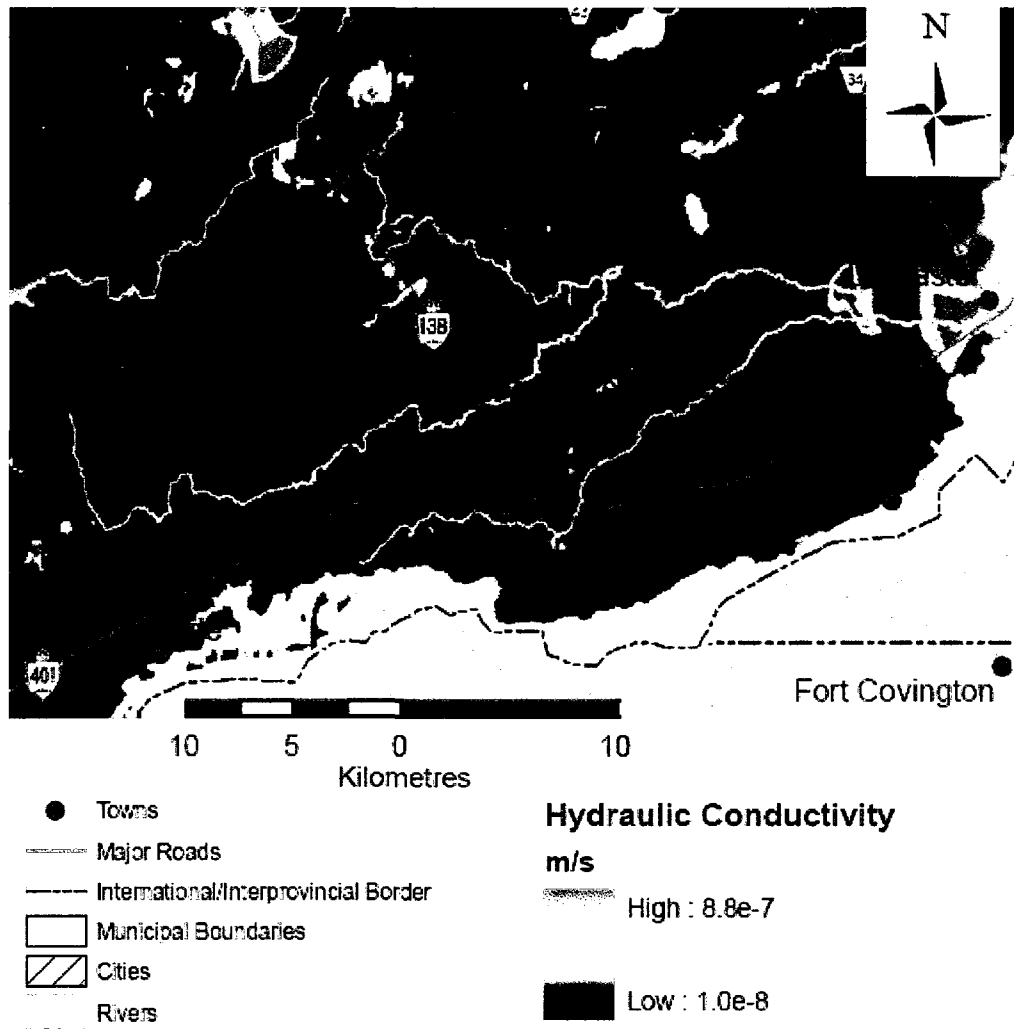 N
34
138
401
Fort Covington
10 5 0 10
Kilometres
Towns
Major Roads
International/Interprovincial Border
Municipal Boundaries
Cities
Rivers
Hydraulic Conductivity
m/s
High : 8.8e-7
Low : 1.0e-8